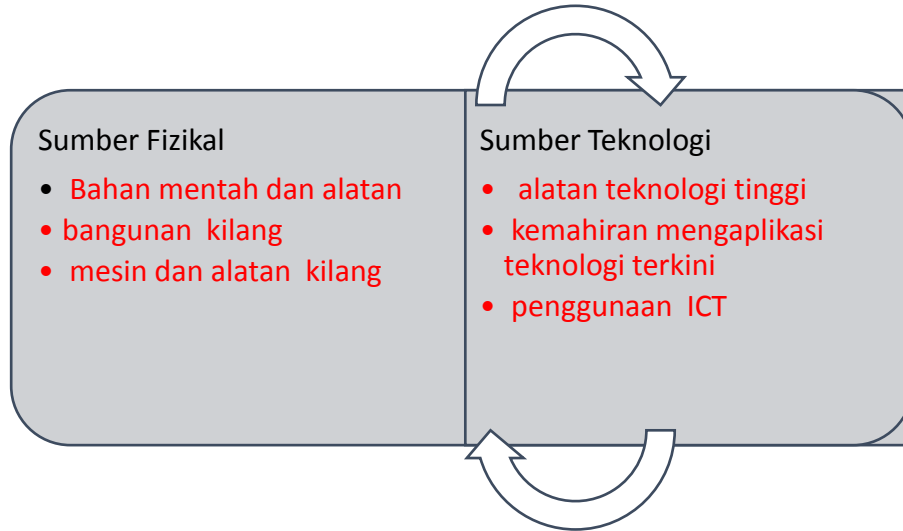 Sumber Fizikal
• Bahan mentah dan alatan
• bangunan kilang
• mesin dan alatan kilang
Sumber Teknologi
• alatan teknologi tinggi
• kemahiran mengaplikasi
teknologi terkini
• penggunaan ICT